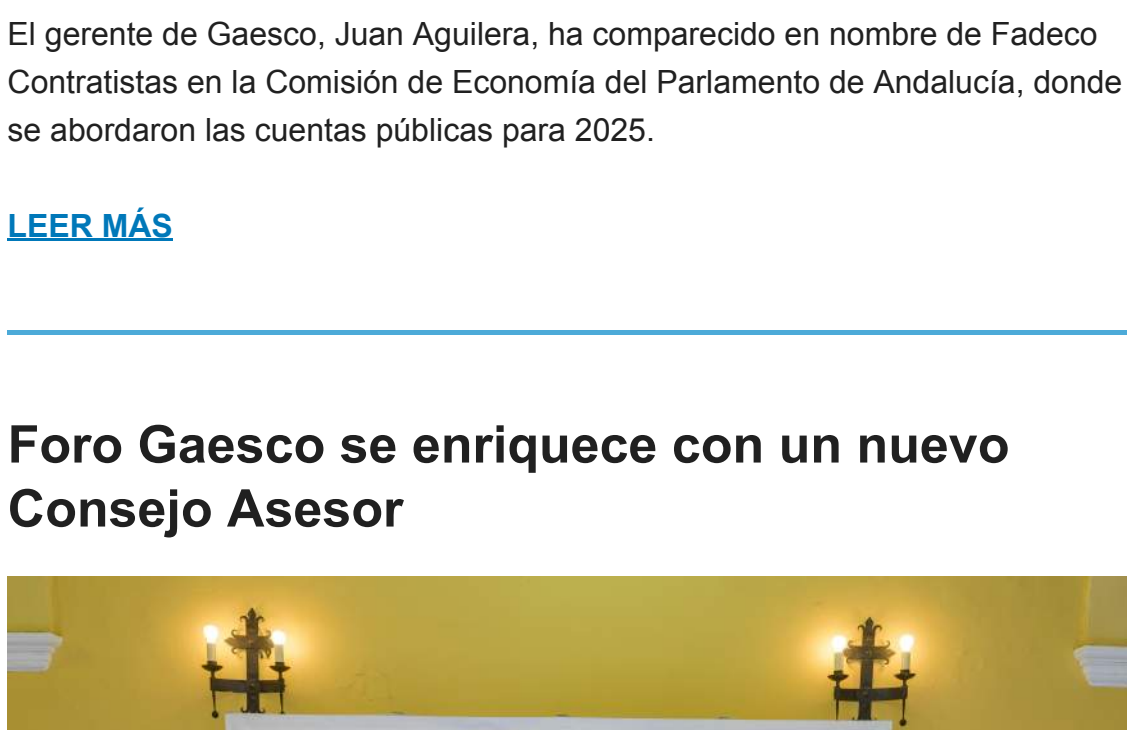 El gerente de Gaesco, Juan Aguilera, ha comparecido en nombre de Fadeco
Contratistas en la Comisión de Economía del Parlamento de Andalucía, donde
se abordaron las cuentas públicas para 2025.
LEER MÁS
Foro Gaesco se enriquece con un nuevo
Consejo Asesor